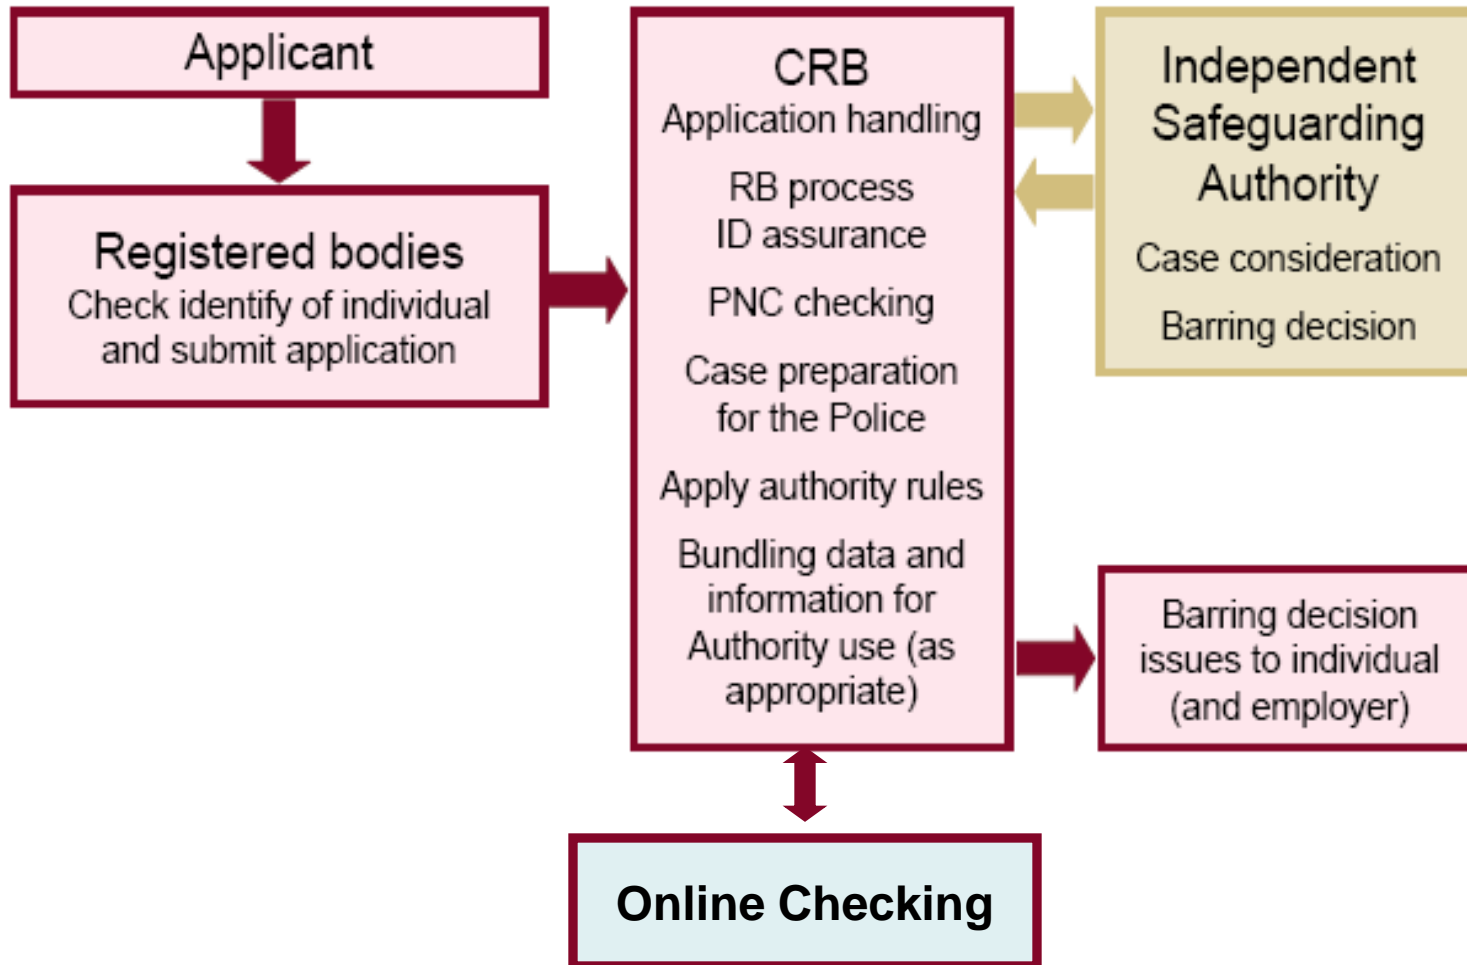 Applicant
Registered bodies
Check identify of individual
and submit application
CRB
Application handling
RB process
ID assurance
PNC checking
Case preparation
for the Police
Apply authority rules
Bundling data and
information for
Authority use (as
appropriate)
Independent
Safeguarding
Authority
Case consideration
Barring decision
Barring decision
issues to individual
(and employer)
Online Checking